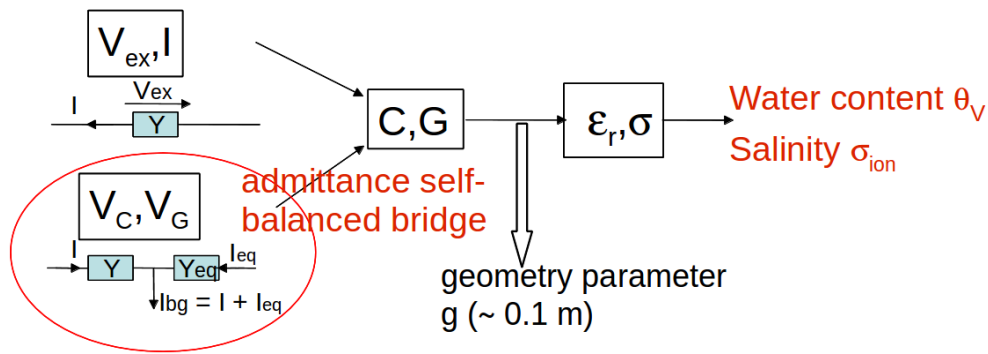 Vex,I
Vex
I
Y
C,G
εr,σ
Water content θV
Salinity σion
admittance self-
balanced bridge
VC,VG
I
Ieq
Y
Yeq
Ibg = I + Ieq
geometry parameter
g (~ 0.1 m)